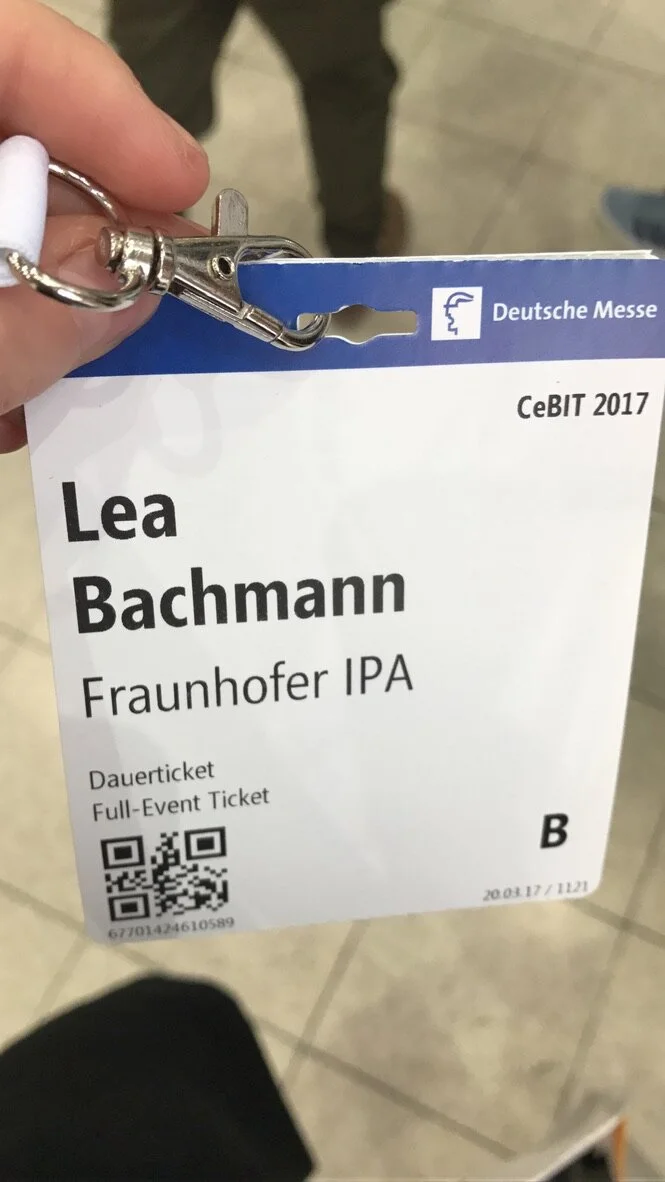 Deutsche Messe
CeBIT 2017
Lea
Bachmann
Fraunhofer IPA
Dauerticket
Full-Event Ticket
B
20.03.17 / 1121
67701424610589